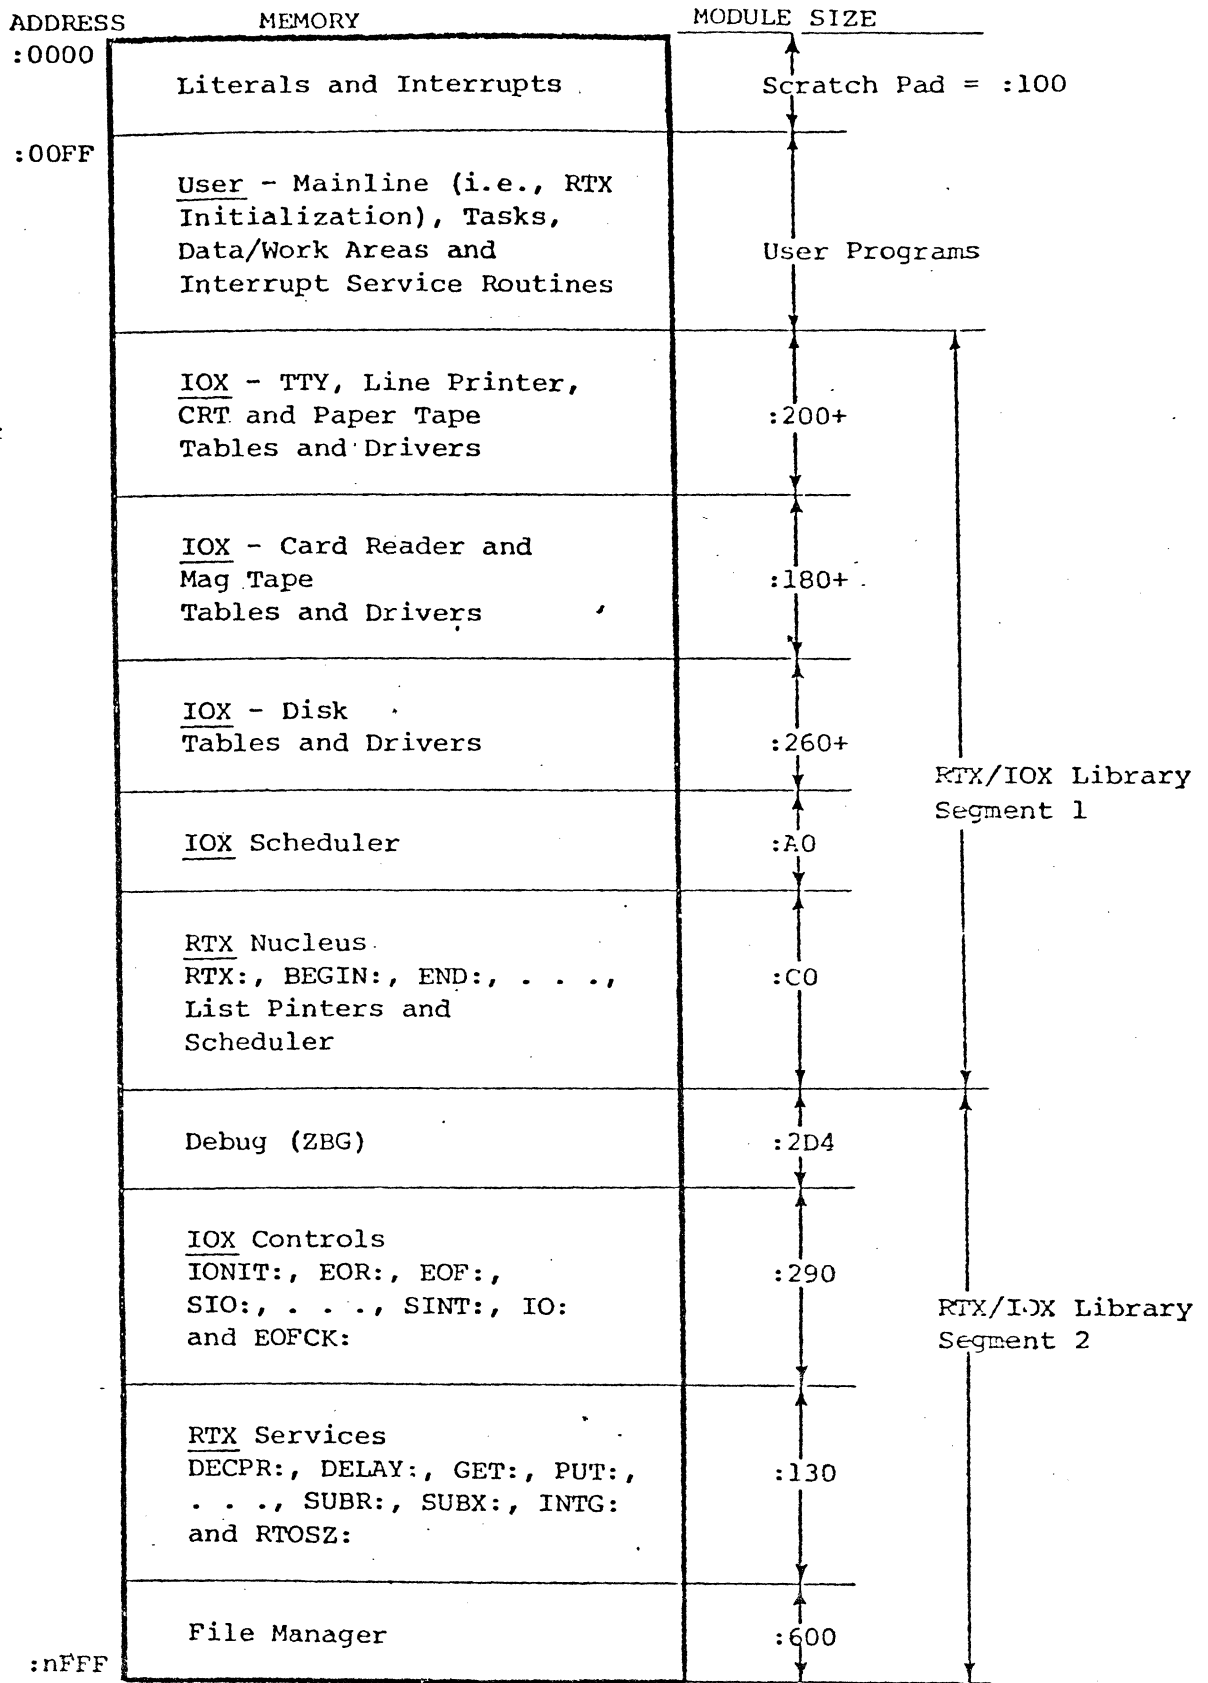 ADDRESS MEMORY MODULE SIZE
:0000
Literals and Interrupts Scratch Pad = :100
:00FF
User - Mainline (i.e., RTX
Initialization), Tasks,
Data/Work Areas and User Programs
Interrupt Service Routines
IOX - TTY, Line Printer,
CRT and Paper Tape :200+
Tables and Drivers
IOX - Card Reader and
Mag Tape :180+
Tables and Drivers
IOX - Disk
Tables and Drivers :260+
RTX/IOX Library
Segment 1
IOX Scheduler :A0
RTX Nucleus
RTX:, BEGIN:, END:, . . ., :C0
List Pinters and
Scheduler
Debug (ZBG) :2D4
IOX Controls
IONIT:, EOR:, EOF:, :290
SIO:, . . ., SINT:, IO:
and EOFCK:
RTX/IOX Library
Segment 2
RTX Services
DECPR:, DELAY:, GET:, PUT:, :130
. . ., SUBR:, SUBX:, INTG:
and RTOSZ:
File Manager :600
:nFFF